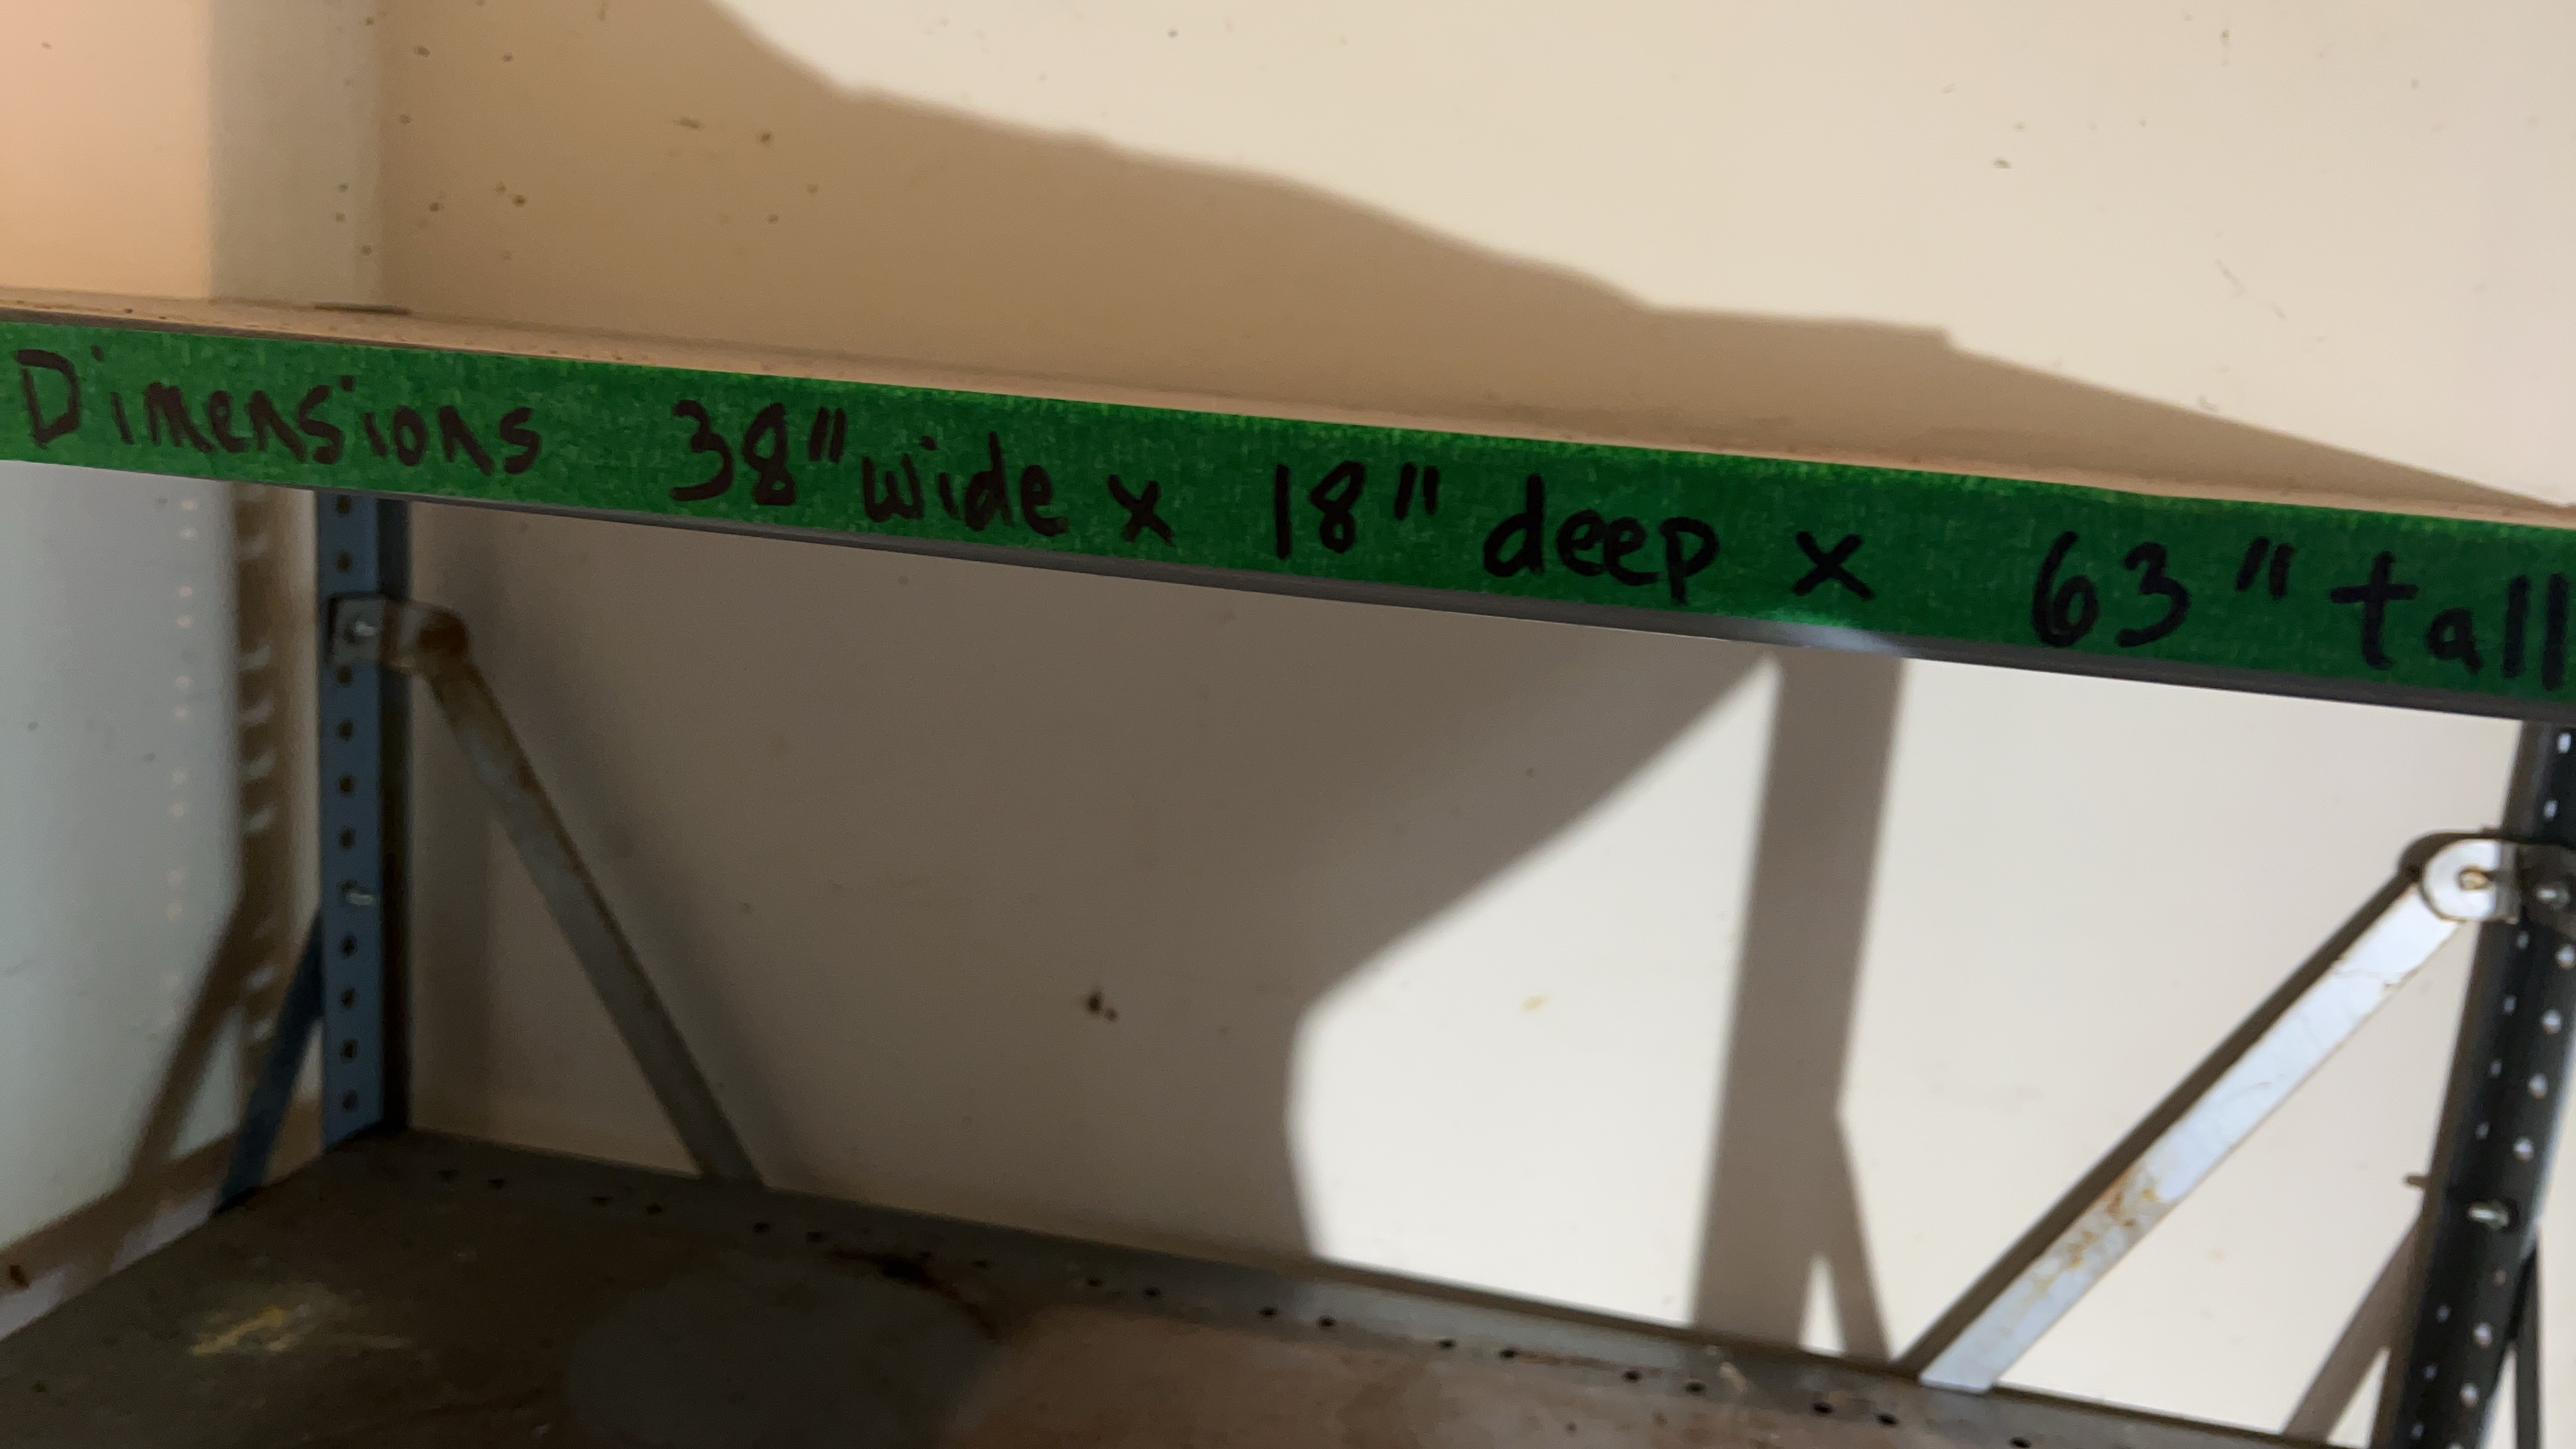 Dimensions 38" wide x 18" deep x 63" tall